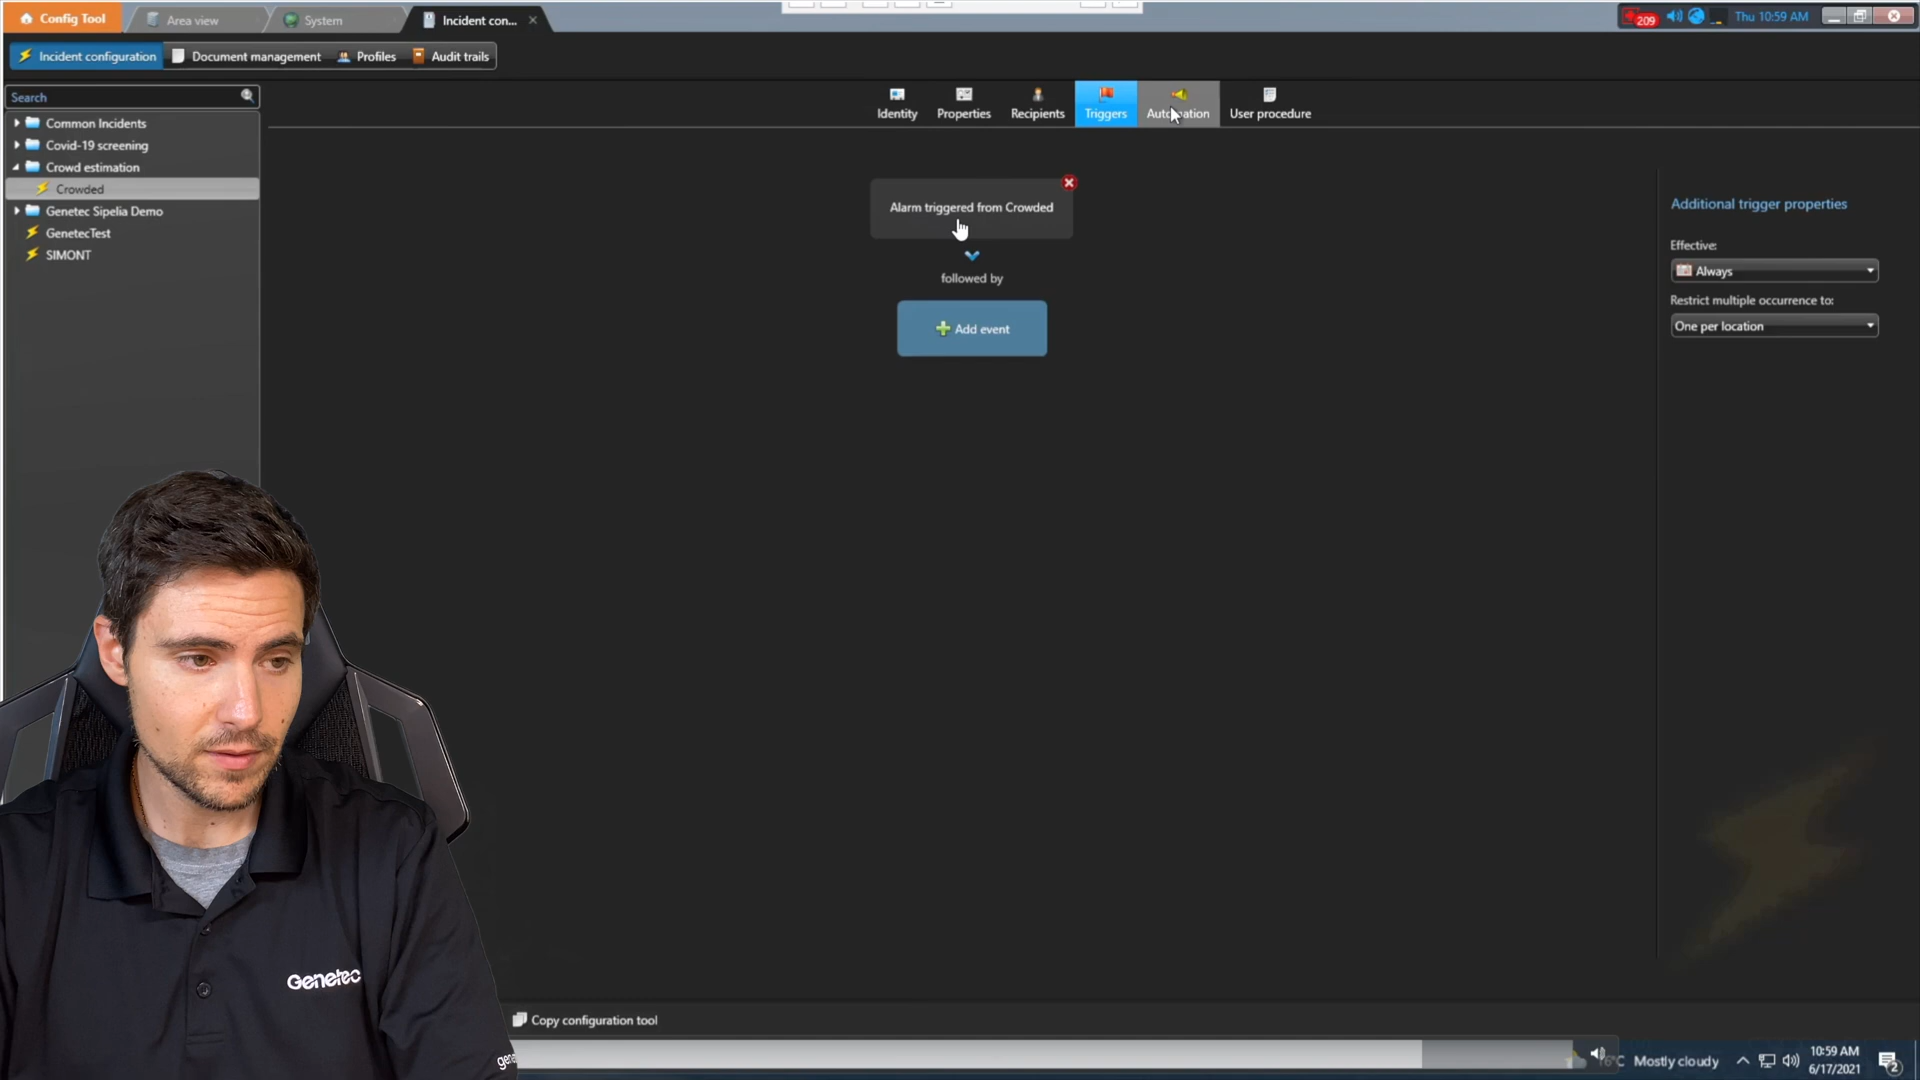 Config Tool
Area view
System
Incident con...
209
Thu 10:59 AM
Incident configuration
Document management
Profiles
Audit trails
Search
Identity
Properties
Recipients
Triggers
Automation
User procedure
Common Incidents
Covid-19 screening
Crowd estimation
Crowded
Genetec Sipelia Demo
GenetecTest
SIMONT
Alarm triggered from Crowded
followed by
Add event
Additional trigger properties
Effective:
Always
Restrict multiple occurrence to:
One per location
Genetec
Copy configuration tool
Mostly cloudy
10:59 AM
6/17/2021
2